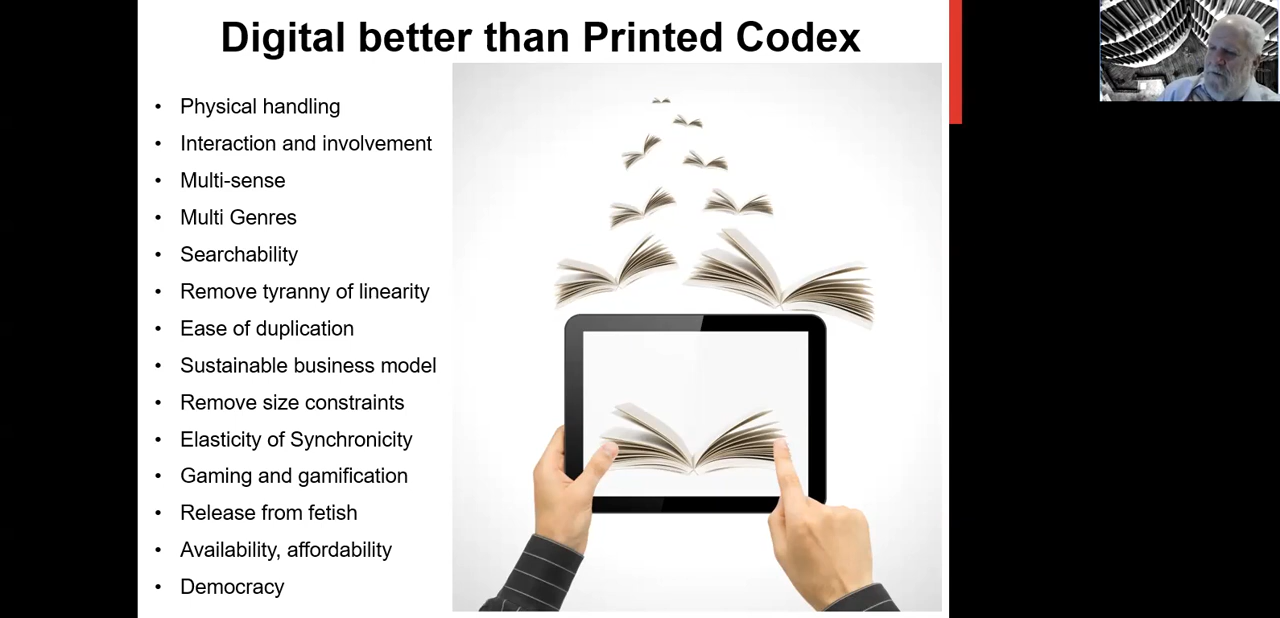 Digital better than Printed Codex
• Physical handling
• Interaction and involvement
• Multi-sense
• Multi Genres
• Searchability
• Remove tyranny of linearity
• Ease of duplication
• Sustainable business model
• Remove size constraints
• Elasticity of Synchronicity
• Gaming and gamification
• Release from fetish
• Availability, affordability
• Democracy